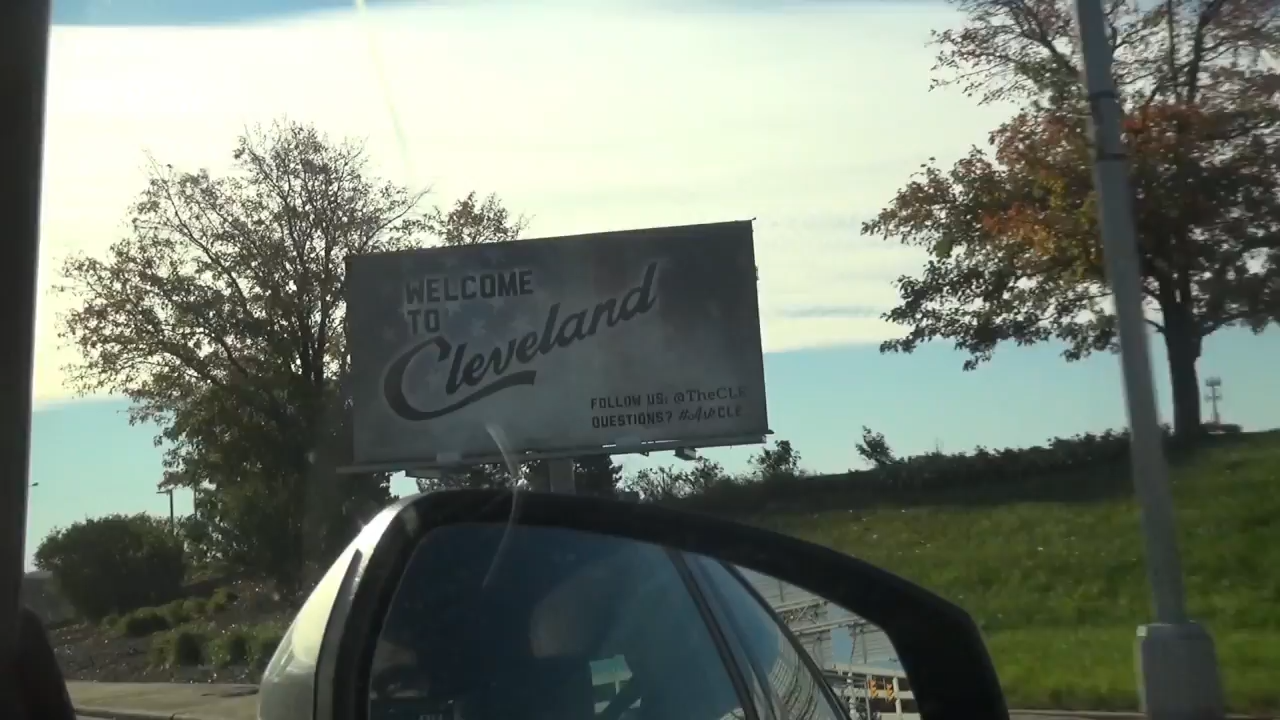 WELCOME
TO
Cleveland
FOLLOW US: @TheCLE
QUESTIONS? #AskCLE